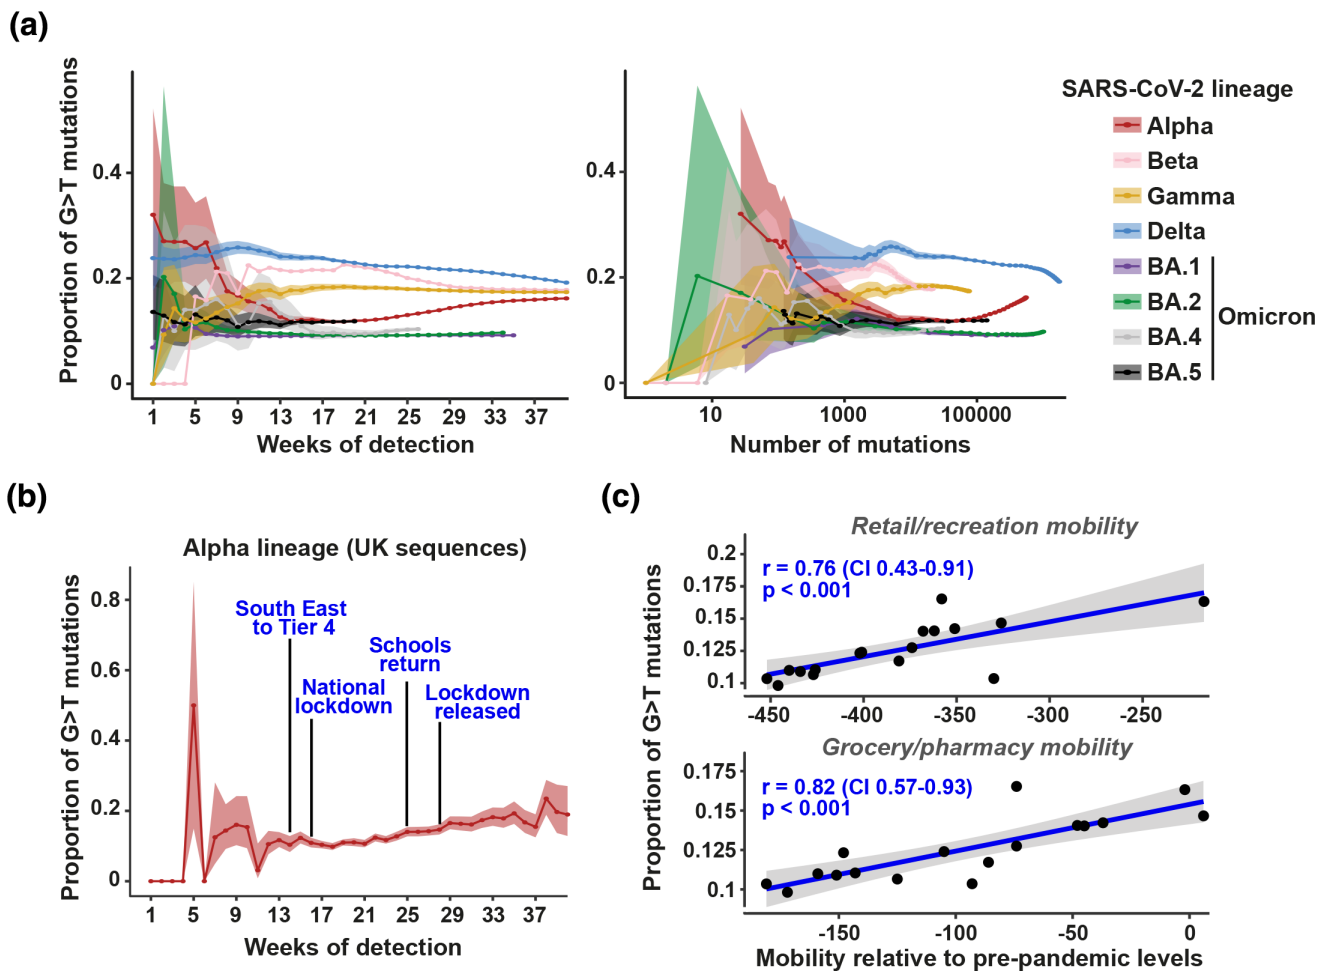 (a)
Proportion of G>T mutations
0.4
0.2
0
1 5 9 13 17 21 25 29 33 37
Weeks of detection
0.4
0.2
0
10 1000 100000
Number of mutations
SARS-CoV-2 lineage
Alpha
Beta
Gamma
Delta
BA.1
BA.2
BA.4
BA.5
Omicron
(b)
Alpha lineage (UK sequences)
Proportion of G>T mutations
0.8
0.6
0.4
0.2
0
South East
to Tier 4
National
lockdown
Schools
return
Lockdown
released
1 5 9 13 17 21 25 29 33 37
Weeks of detection
(c)
Retail/recreation mobility
Proportion of G>T mutations
0.2
0.175
0.15
0.125
0.1
r = 0.76 (CI 0.43-0.91)
p < 0.001
-450 -400 -350 -300 -250
Grocery/pharmacy mobility
0.175
0.15
0.125
0.1
r = 0.82 (CI 0.57-0.93)
p < 0.001
-150 -100 -50 0
Mobility relative to pre-pandemic levels